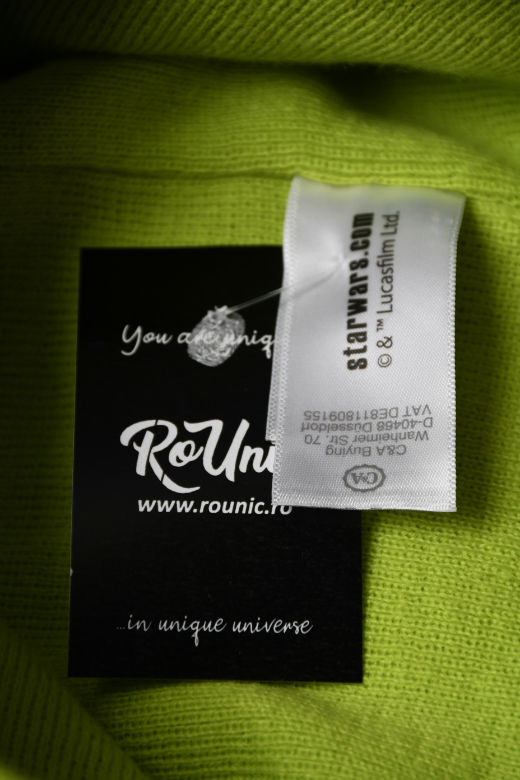 You are uniq
RoUni
www.rounic.ro
...in unique universe
starwars.com
© & ™ Lucasfilm Ltd.
C&A
C&A Buying
Wanheimer Str. 70
D-40468 Düsseldorf
VAT DE811809155